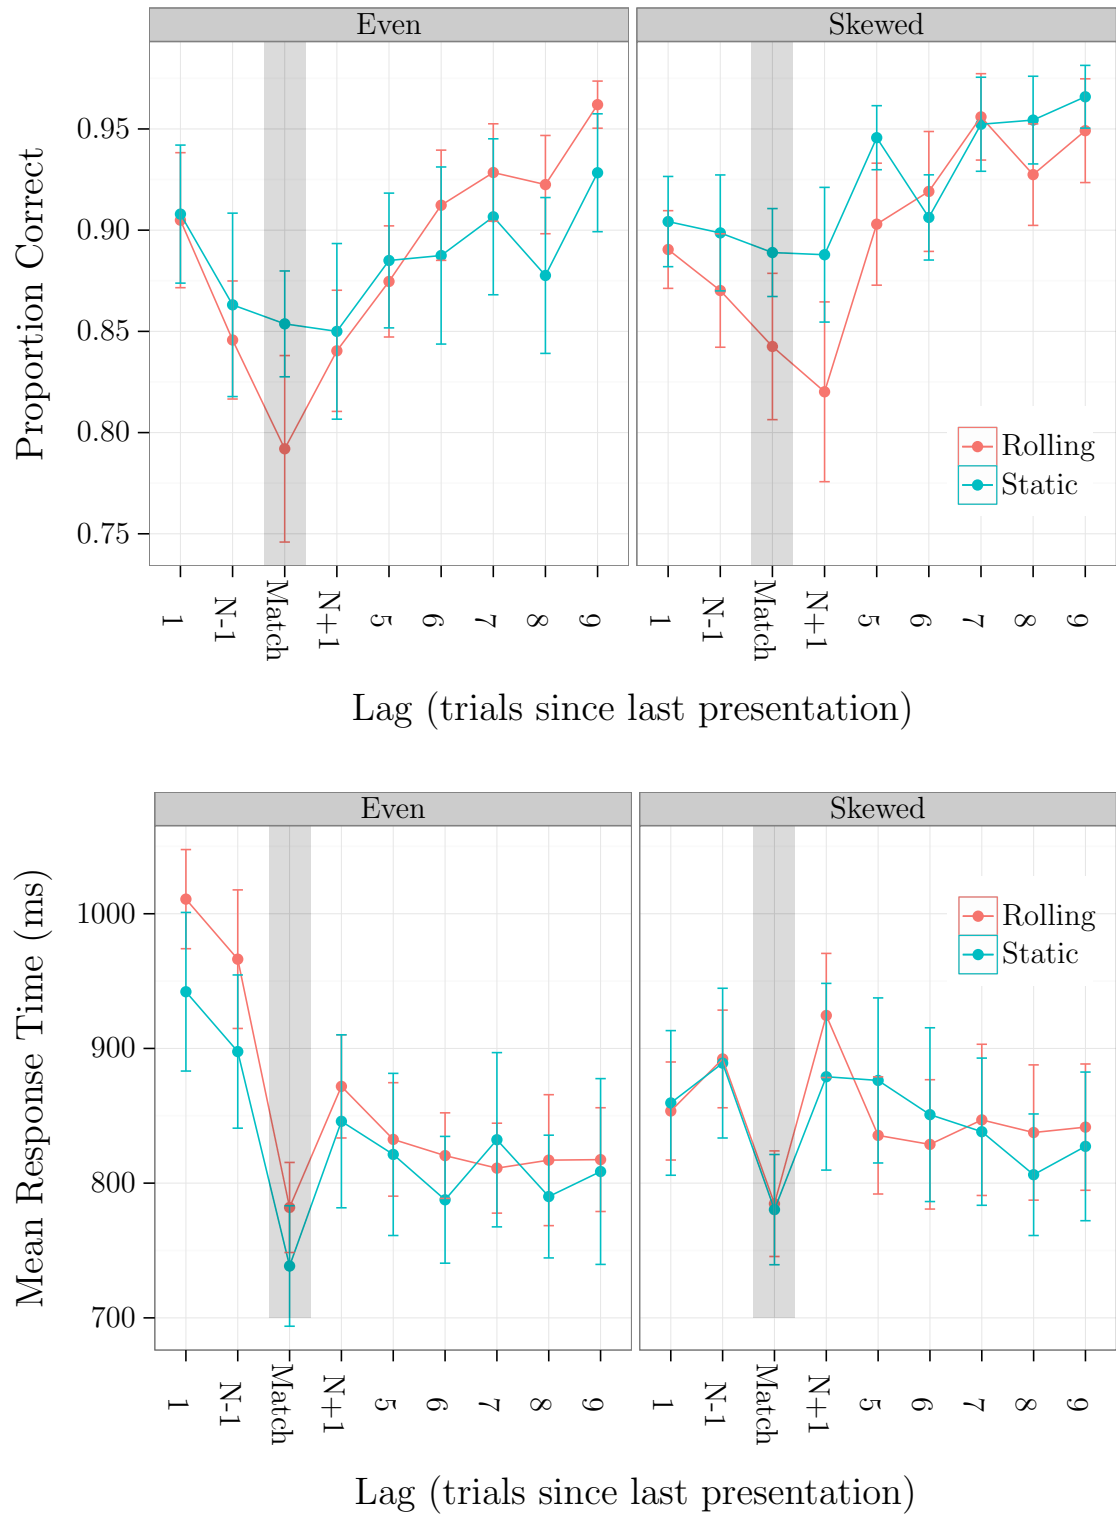 Even Skewed
Proportion Correct
0.95
0.90
0.85
0.80
0.75
Rolling
Static
1 N-1 Match N+1 5 6 7 8 9 1 N-1 Match N+1 5 6 7 8 9
Lag (trials since last presentation)
Even Skewed
Mean Response Time (ms)
1000
900
800
700
Rolling
Static
1 N-1 Match N+1 5 6 7 8 9 1 N-1 Match N+1 5 6 7 8 9
Lag (trials since last presentation)